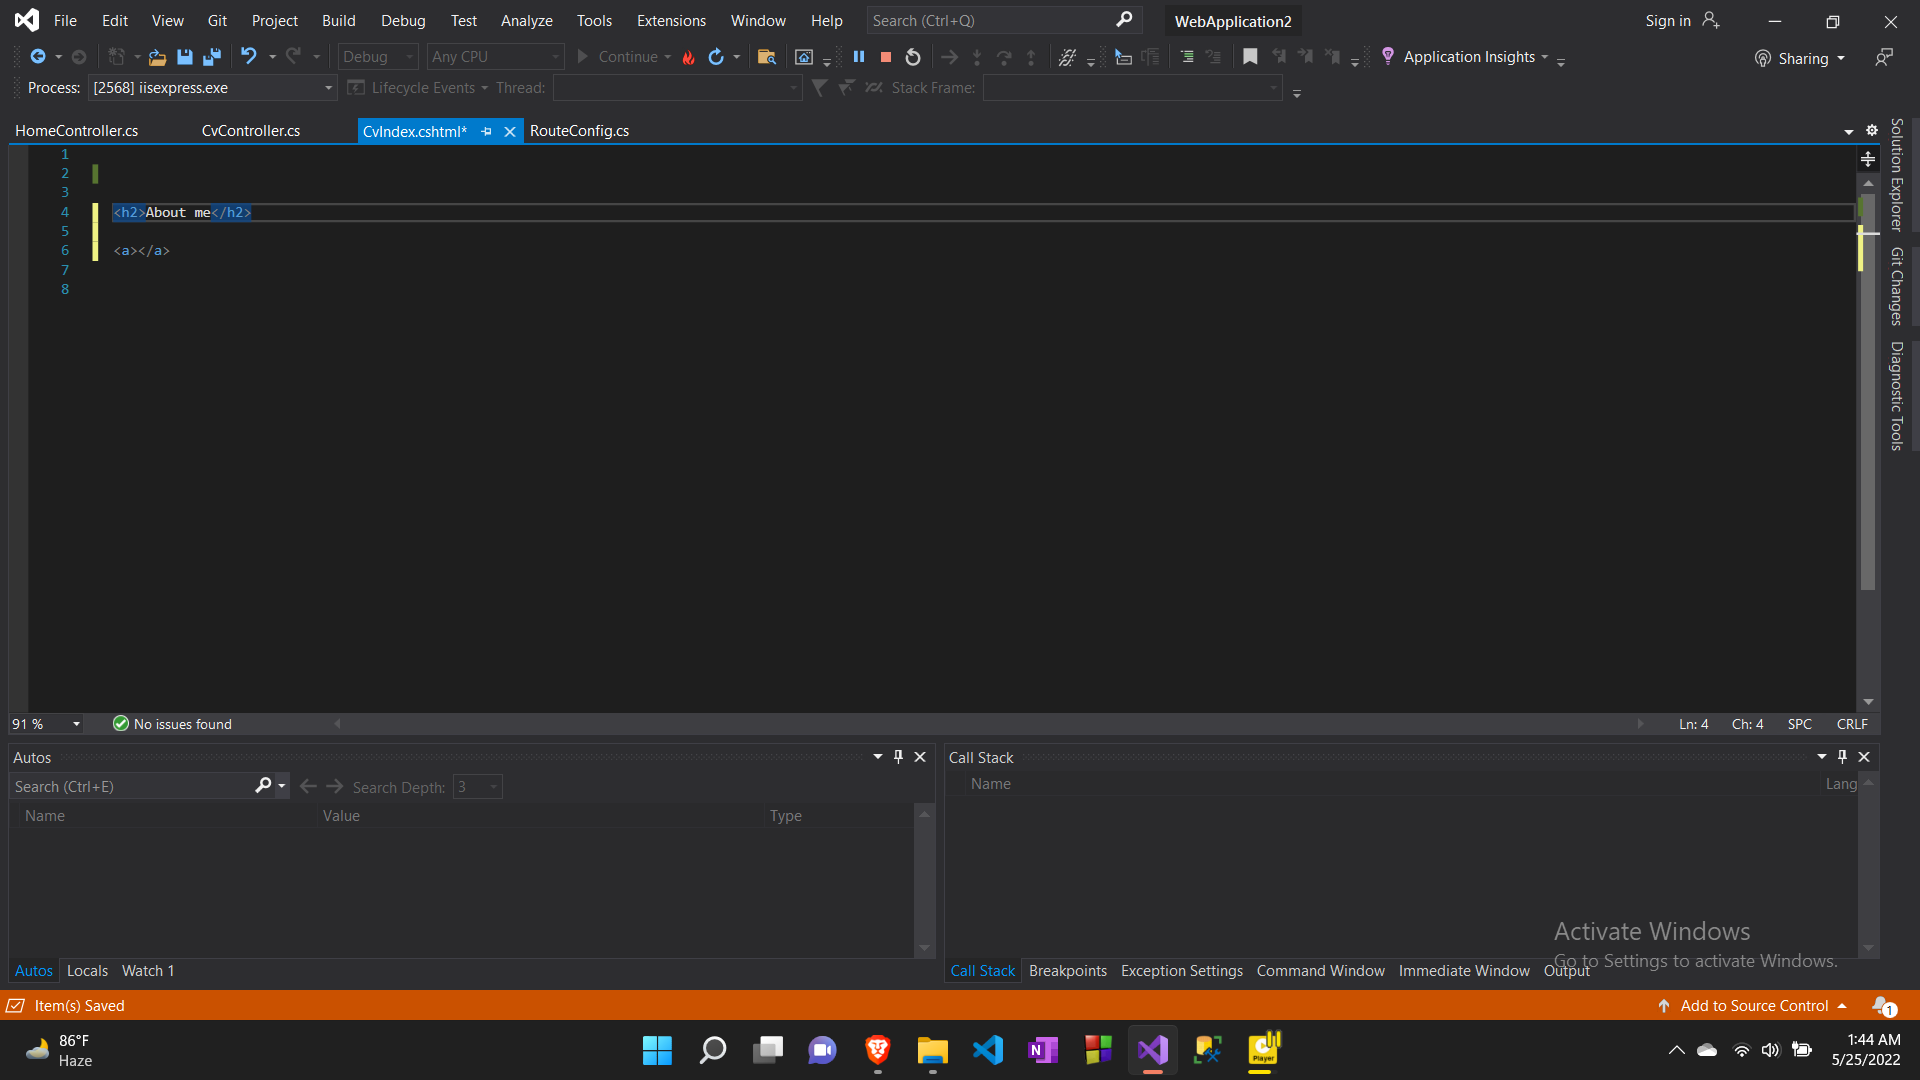 File Edit View Git Project Build Debug Test Analyze Tools Extensions Window Help Search (Ctrl+Q) WebApplication2 Sign in
Debug Any CPU Continue Application Insights Sharing
Process: [2568] iisexpress.exe Lifecycle Events Thread: Stack Frame:
HomeController.cs CvController.cs CvIndex.cshtml* RouteConfig.cs
1
2
3
4 <h2>About me</h2>
5
6 <a></a>
7
8
Solution Explorer
Git Changes
Diagnostic Tools
91 % No issues found Ln: 4 Ch: 4 SPC CRLF
Autos
Search (Ctrl+E) Search Depth: 3
Name Value Type
Autos Locals Watch 1
Call Stack
Name Lang
Activate Windows
Go to Settings to activate Windows.
Call Stack Breakpoints Exception Settings Command Window Immediate Window Output
Item(s) Saved Add to Source Control 1
86°F
Haze
N
Player
1:44 AM
5/25/2022